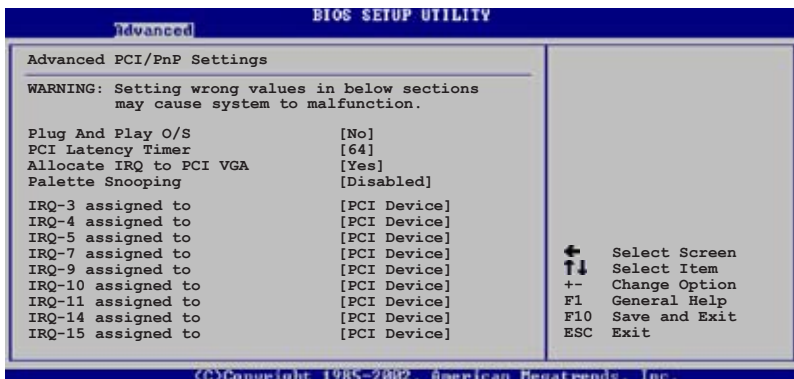 BIOS SETUP UTILITY
Advanced
Advanced PCI/PnP Settings
WARNING: Setting wrong values in below sections
may cause system to malfunction.
Plug And Play O/S [No]
PCI Latency Timer [64]
Allocate IRQ to PCI VGA [Yes]
Palette Snooping [Disabled]
IRQ-3 assigned to [PCI Device]
IRQ-4 assigned to [PCI Device]
IRQ-5 assigned to [PCI Device]
IRQ-7 assigned to [PCI Device]
IRQ-9 assigned to [PCI Device]
IRQ-10 assigned to [PCI Device]
IRQ-11 assigned to [PCI Device]
IRQ-14 assigned to [PCI Device]
IRQ-15 assigned to [PCI Device]
← Select Screen
↑↓ Select Item
+- Change Option
F1 General Help
F10 Save and Exit
ESC Exit
(C)Copyright 1985-2002, American Megatrends, Inc.